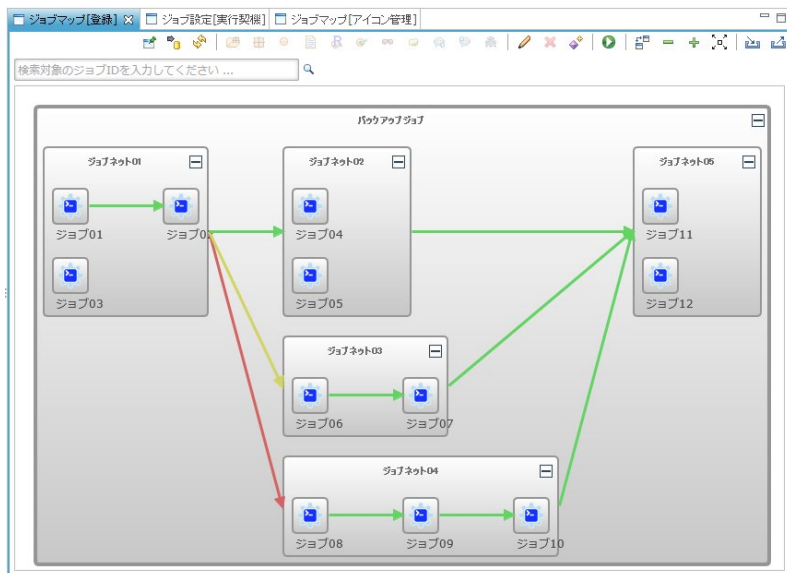 ジョブマップ[登録]
ジョブ設定[実行契機]
ジョブマップ[アイコン管理]
検索対象のジョブIDを入力してください ...
バックアップジョブ
ジョブネット01
ジョブネット02
ジョブネット05
ジョブ01
ジョブ0
ジョブ04
ジョブ11
ジョブ03
ジョブ05
ジョブ12
ジョブネット03
ジョブ06
ジョブ07
ジョブネット04
ジョブ08
ジョブ09
ジョブ10